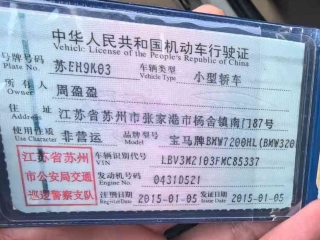 中华人民共和国机动车行驶证
Vehicle License of the People's Republic of China
号牌号码 Plate No. 苏EH9K03 车辆类型 Vehicle Type 小型轿车
所有人 Owner 周盈盈
住址 Address 江苏省苏州市张家港市杨舍镇南门87号
使用性质 Use Character 非营运 品牌型号 Model 宝马牌BMW7200HL(BMW320
江苏省苏州市公安局交通巡逻警察支队
车辆识别代号 VIN LBV3M2103FMC85337
发动机号码 Engine No. 04310521
注册日期 Register Date 2015-01-05 发证日期 Issue Date 2015-01-05